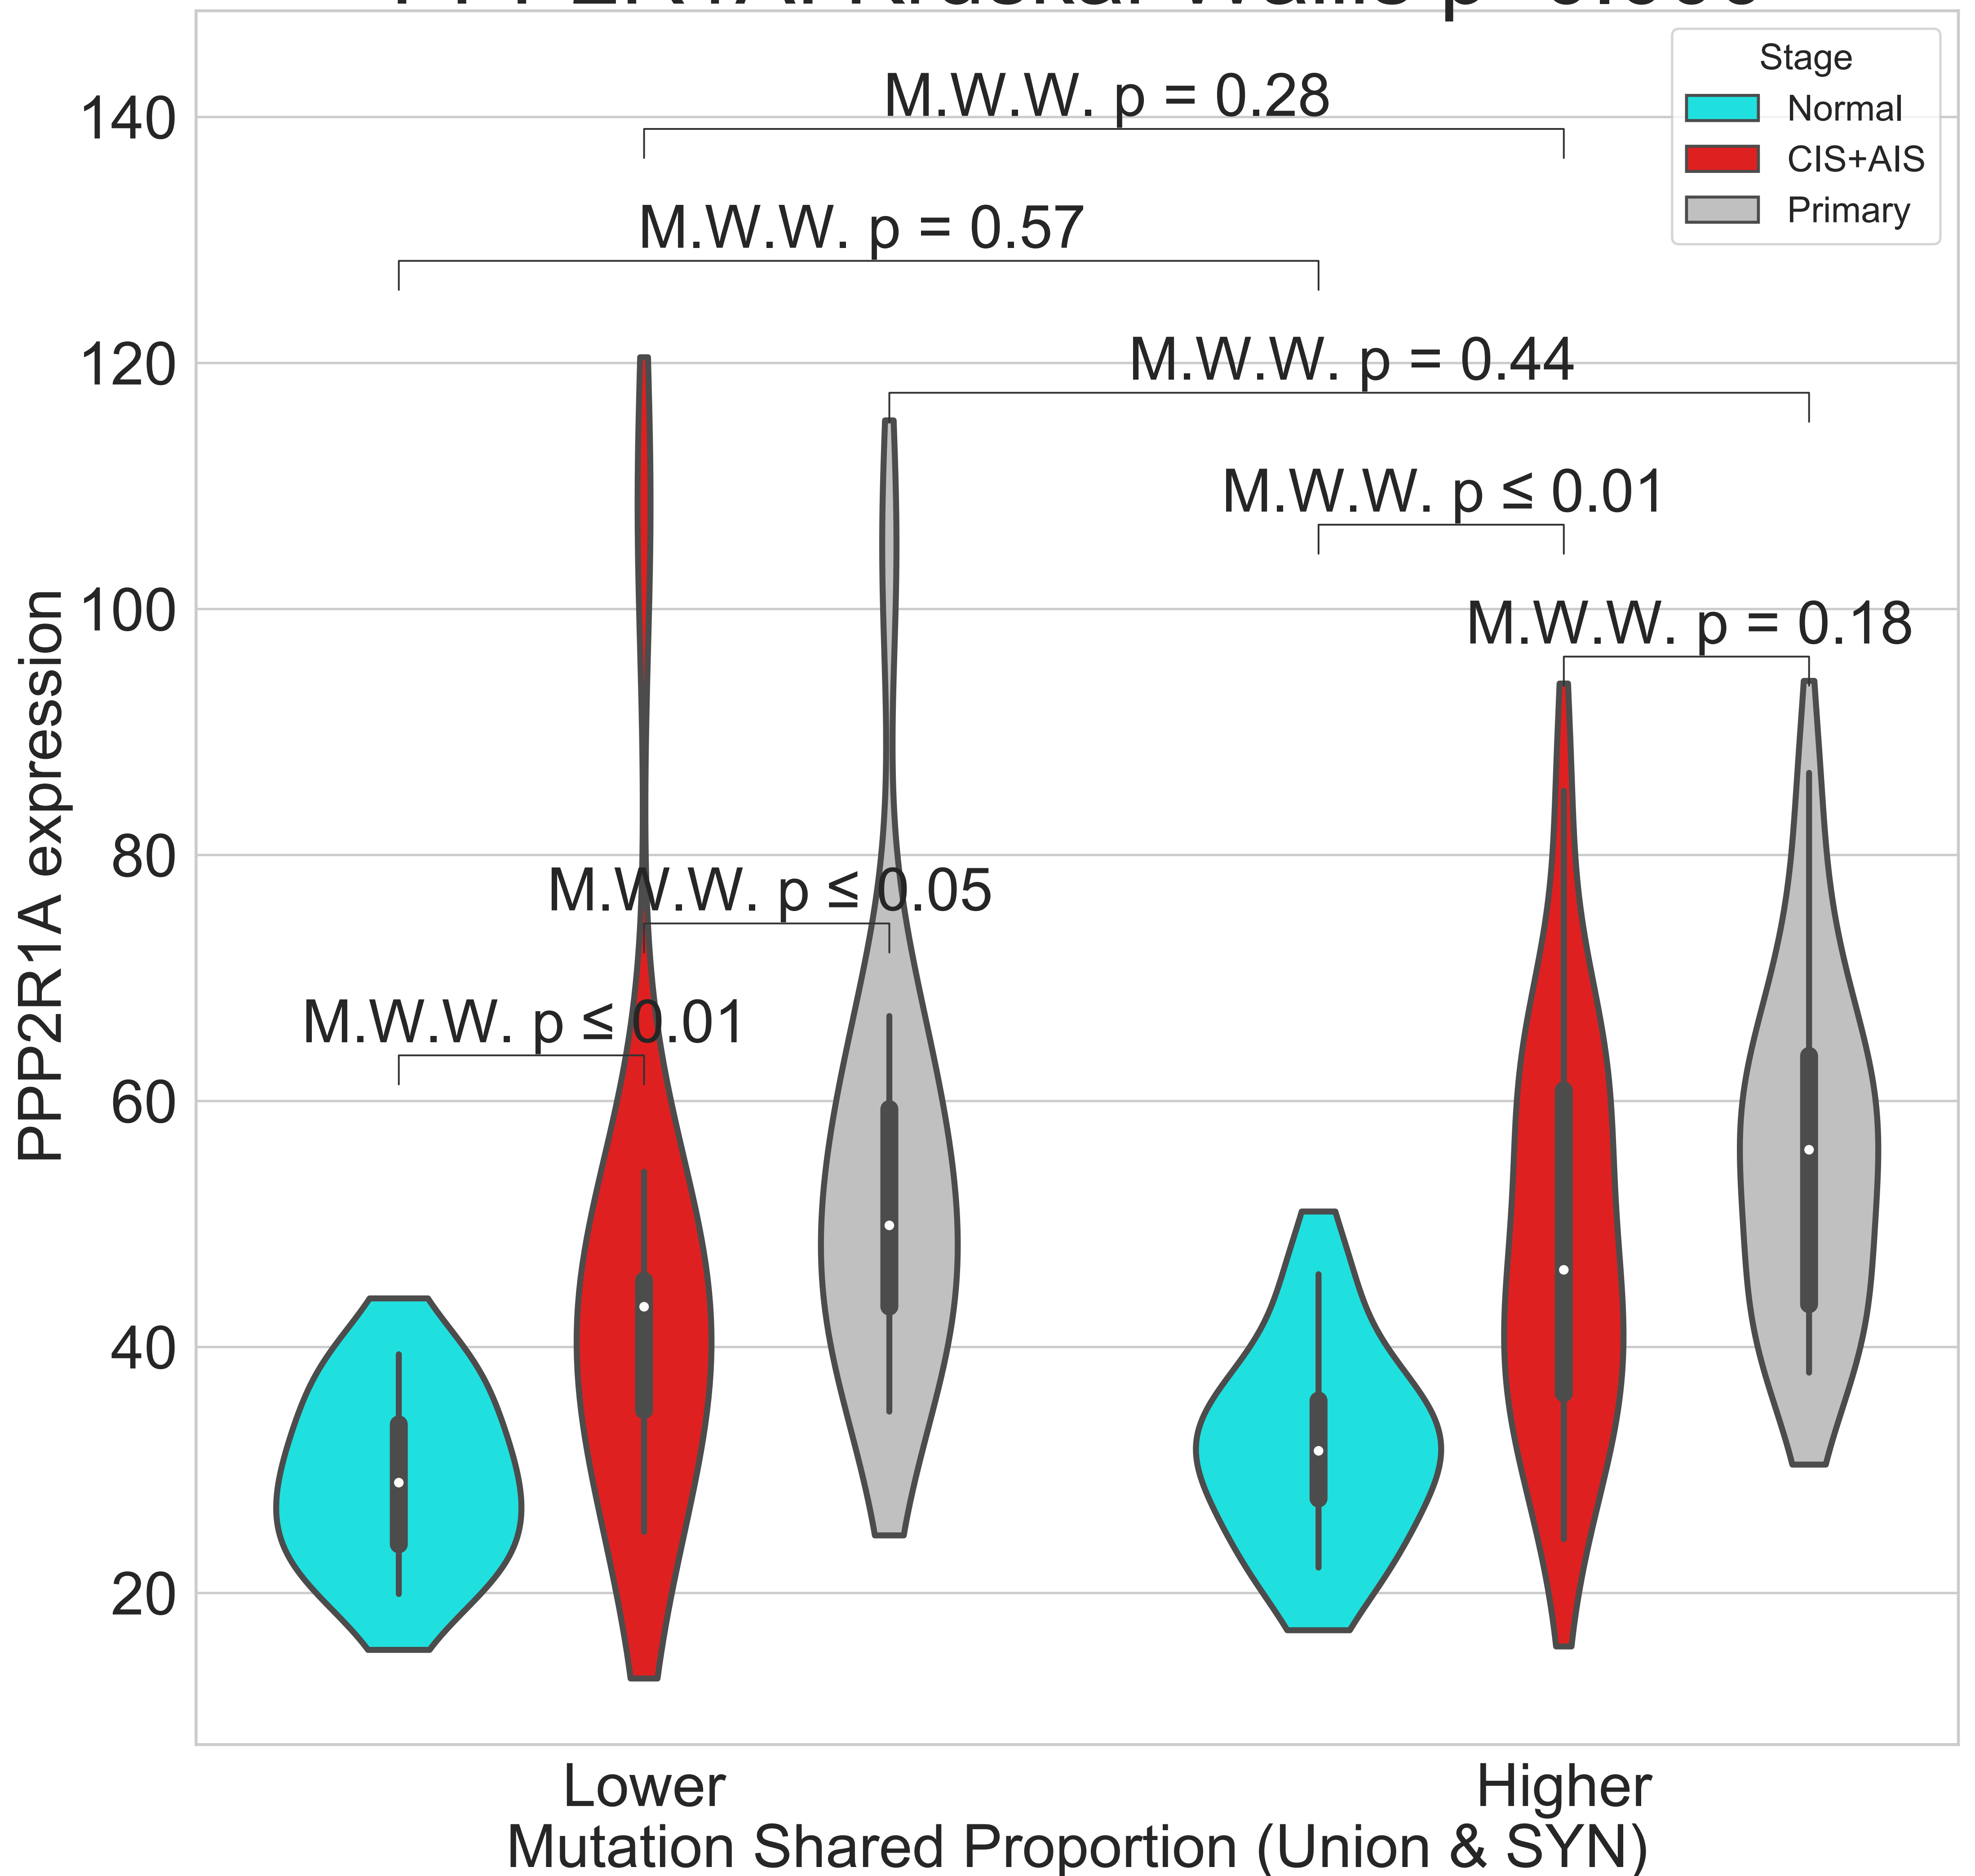 Stage
Normal
CIS+AIS
Primary
M.W.W. p = 0.28
M.W.W. p = 0.57
M.W.W. p = 0.44
M.W.W. p ≤ 0.01
M.W.W. p = 0.18
M.W.W. p ≤ 0.05
M.W.W. p ≤ 0.01
140
120
100
80
60
40
20
PPP2R1A expression
Lower
Higher
Mutation Shared Proportion (Union & SYN)